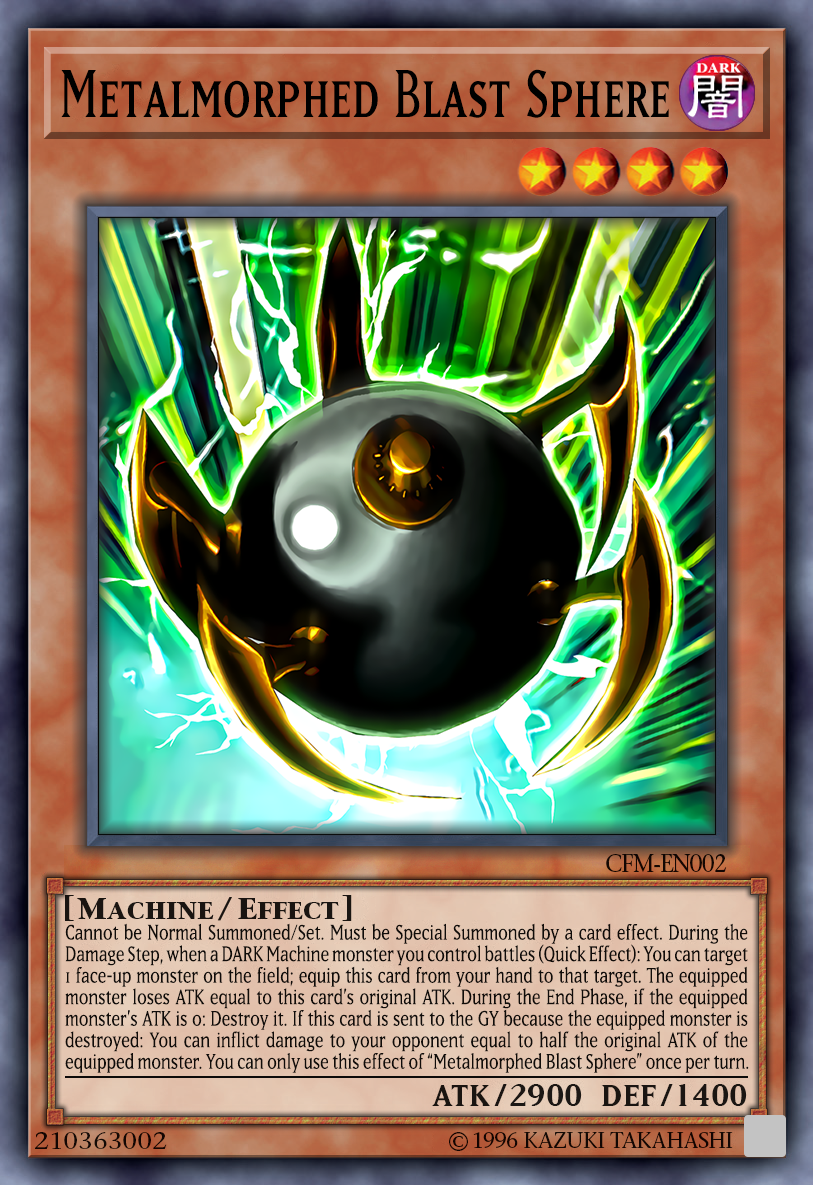 METALMORPHED BLAST SPHERE
DARK
闇
CFM-EN002
[MACHINE / EFFECT]
Cannot be Normal Summoned/Set. Must be Special Summoned by a card effect. During the
Damage Step, when a DARK Machine monster you control battles (Quick Effect): You can target
1 face-up monster on the field; equip this card from your hand to that target. The equipped
monster loses ATK equal to this card's original ATK. During the End Phase, if the equipped
monster's ATK is 0: Destroy it. If this card is sent to the GY because the equipped monster is
destroyed: You can inflict damage to your opponent equal to half the original ATK of the
equipped monster. You can only use this effect of “Metalmorphed Blast Sphere” once per turn.
ATK/2900 DEF/1400
210363002
© 1996 KAZUKI TAKAHASHI